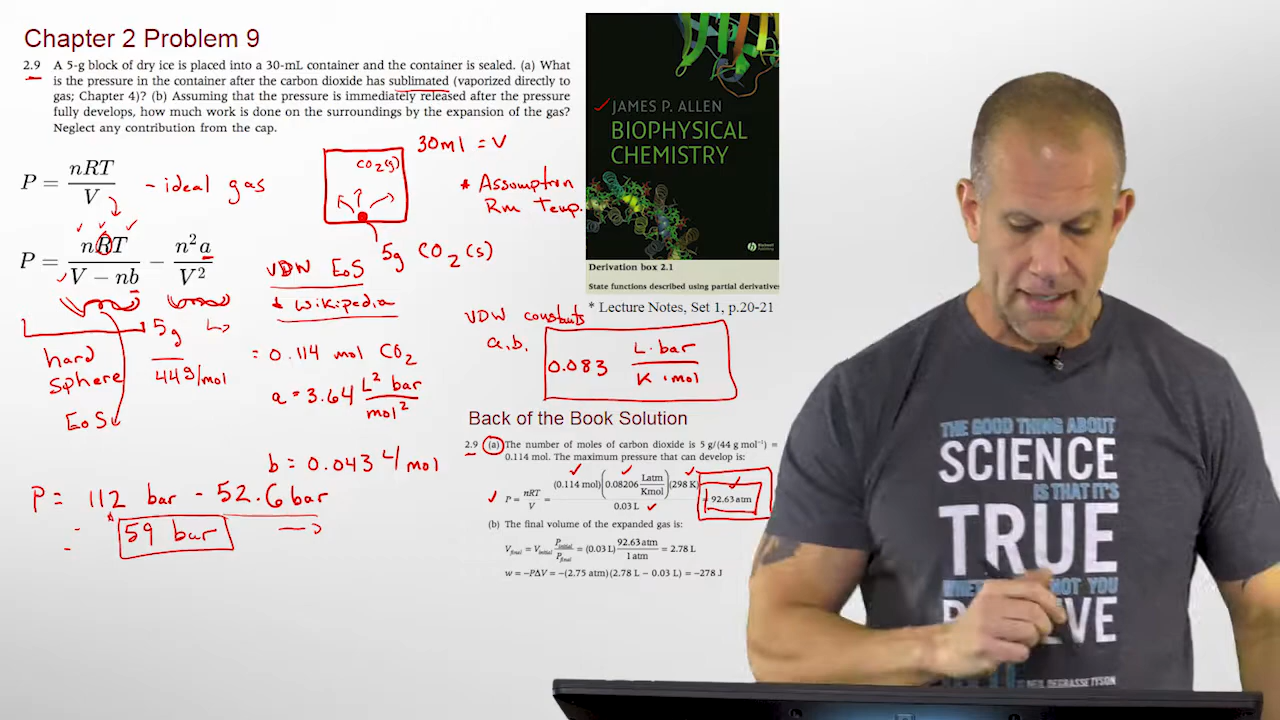 Chapter 2 Problem 9
2.9 A 5-g block of dry ice is placed into a 30-mL container and the container is sealed. (a) What
is the pressure in the container after the carbon dioxide has sublimated (vaporized directly to
gas; Chapter 4)? (b) Assuming that the pressure is immediately released after the pressure
fully develops, how much work is done on the surroundings by the expansion of the gas?
Neglect any contribution from the cap.
P = nRT / V
- ideal gas
P = nRT / V − nb − n²a / V²
hard
sphere
EoS
5g
44g/mol
CO₂(g)
30ml = V
* Assumption
Rm Temp.
5g CO₂(s)
VDW EoS
* Wikipedia
= 0.114 mol CO₂
a = 3.64 L² bar / mol²
b = 0.043 L/mol
P = 112 bar - 52.6 bar
59 bar
JAMES P. ALLEN
BIOPHYSICAL
CHEMISTRY
Blackwell
Publishing
Derivation box 2.1
State functions described using partial derivative
* Lecture Notes, Set 1, p.20-21
VDW constants
a.b.
0.083 L·bar / K·mol
Back of the Book Solution
2.9 (a) The number of moles of carbon dioxide is 5 g/(44 g mol⁻¹) =
0.114 mol. The maximum pressure that can develop is:
P = nRT / V = (0.114 mol)(0.08206 Latm / Kmol)(298 K) / 0.03 L = 92.63 atm
(b) The final volume of the expanded gas is:
V_final = V_initial P_initial / P_final = (0.03 L) 92.63 atm / 1 atm = 2.78 L
w = −PΔV = −(2.75 atm)(2.78 L − 0.03 L) = −278 J
THE GOOD THING ABOUT
SCIENCE
IS THAT IT'S
TRUE
NOT YOU
NEIL DEGRASSE TYSON